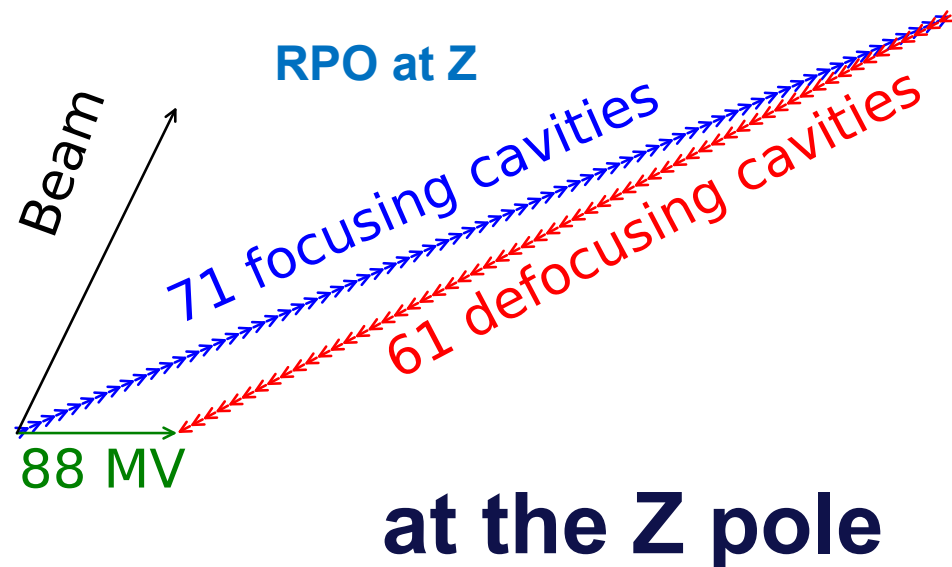 RPO at Z
Beam
71 focusing cavities
61 defocusing cavities
88 MV
at the Z pole